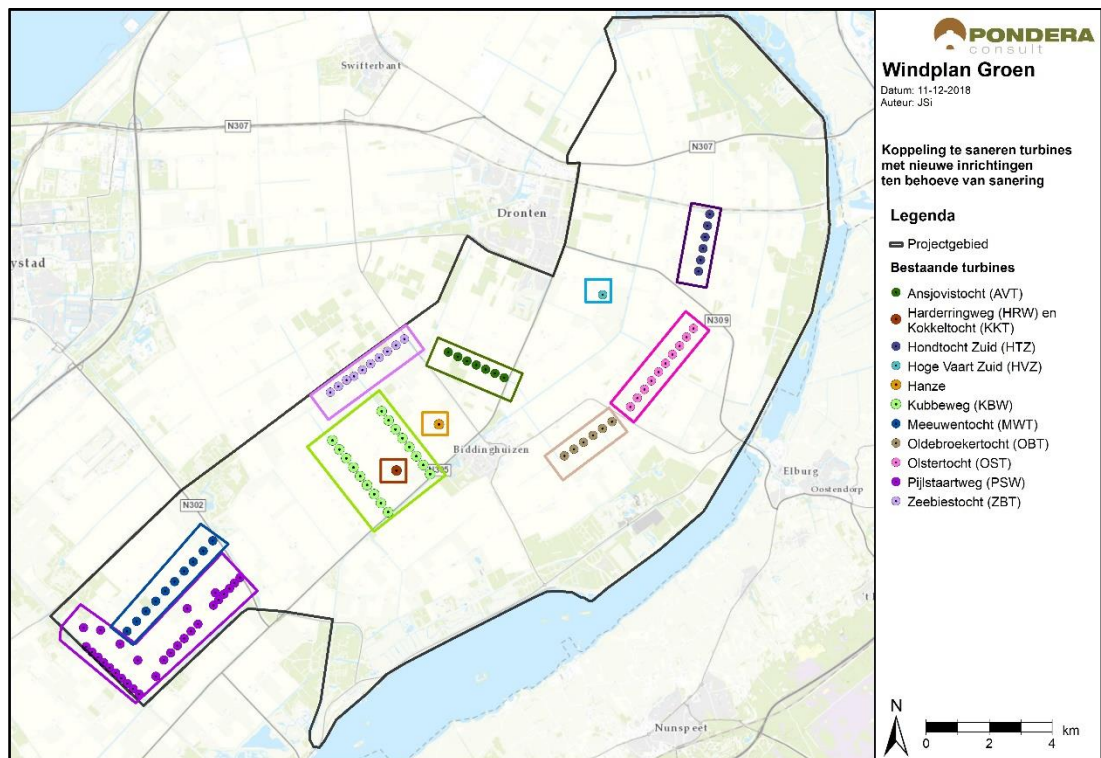 Swifterbant
N307
N307
Dronten
ystad
N309
Biddinghuizen
N305
Elburg
Oostendorp
N302
't
Nunspeet
PONDERA
consult
Windplan Groen
Datum: 11-12-2018
Auteur: JSi
Koppeling te saneren turbines
met nieuwe inrichtingen
ten behoeve van sanering
Legenda
Projectgebied
Bestaande turbines
Ansjovistocht (AVT)
Harderringweg (HRW) en
Kokkeltocht (KKT)
Hondtocht Zuid (HTZ)
Hoge Vaart Zuid (HVZ)
Hanze
Kubbeweg (KBW)
Meeuwentocht (MWT)
Oldebroekertocht (OBT)
Olstertocht (OST)
Pijlstaartweg (PSW)
Zeebiestocht (ZBT)
N
0 2 4 km